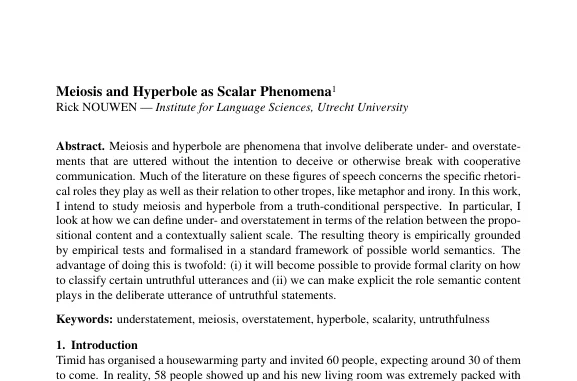 Meiosis and Hyperbole as Scalar Phenomena¹
Rick NOUWEN — Institute for Language Sciences, Utrecht University
Abstract. Meiosis and hyperbole are phenomena that involve deliberate under- and overstate-
ments that are uttered without the intention to deceive or otherwise break with cooperative
communication. Much of the literature on these figures of speech concerns the specific rhetori-
cal roles they play as well as their relation to other tropes, like metaphor and irony. In this work,
I intend to study meiosis and hyperbole from a truth-conditional perspective. In particular, I
look at how we can define under- and overstatement in terms of the relation between the propo-
sitional content and a contextually salient scale. The resulting theory is empirically grounded
by empirical tests and formalised in a standard framework of possible world semantics. The
advantage of doing this is twofold: (i) it will become possible to provide formal clarity on how
to classify certain untruthful utterances and (ii) we can make explicit the role semantic content
plays in the deliberate utterance of untruthful statements.
Keywords: understatement, meiosis, overstatement, hyperbole, scalarity, untruthfulness
1. Introduction
Timid has organised a housewarming party and invited 60 people, expecting around 30 of them
to come. In reality, 58 people showed up and his new living room was extremely packed with